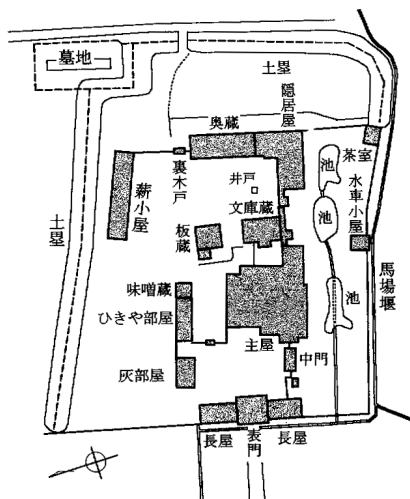 墓地
土塁
隠居屋
奥蔵
裏木戸
井戸
文庫蔵
板蔵
薪小屋
土塁
茶室
水車小屋
池
池
池
馬場堰
味噌蔵
ひきや部屋
主屋
中門
灰部屋
長屋
表門
長屋